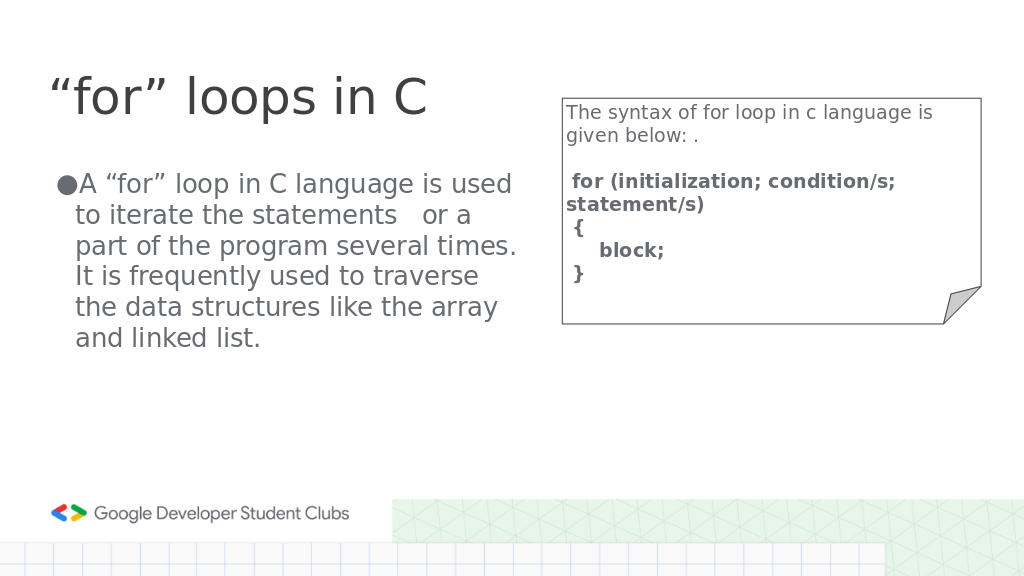 “for” loops in C
●A “for” loop in C language is used
to iterate the statements   or a
part of the program several times.
It is frequently used to traverse
the data structures like the array
and linked list.
The syntax of for loop in c language is
given below: .
for (initialization; condition/s;
statement/s)
{
block;
}
Google Developer Student Clubs